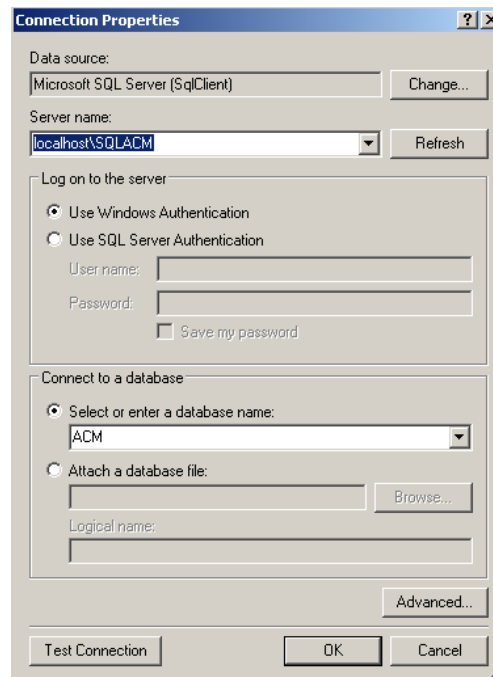 Connection Properties
Data source:
Microsoft SQL Server (SqlClient)
Change...
Server name:
localhost\SQLACM
Refresh
Log on to the server
Use Windows Authentication
Use SQL Server Authentication
User name:
Password:
Save my password
Connect to a database
Select or enter a database name:
ACM
Attach a database file:
Browse...
Logical name:
Advanced...
Test Connection
OK
Cancel